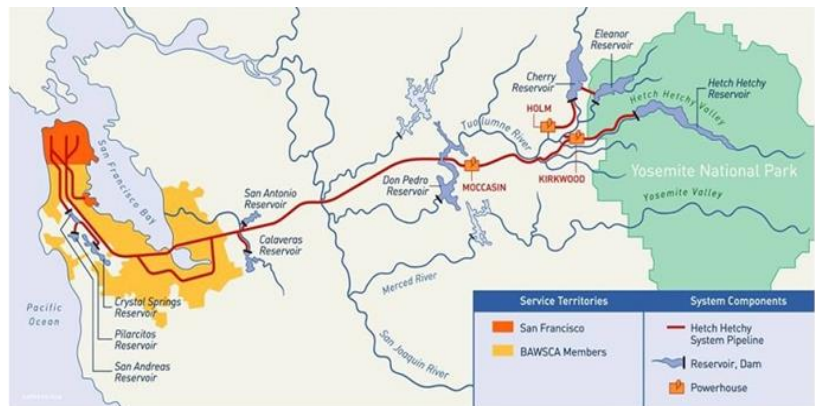 Eleanor
Reservoir
Cherry
Reservoir
Hetch Hetchy
Reservoir
Hetch Hetchy Valley
HOLM
Tuolumne River
KIRKWOOD
Yosemite National Park
Yosemite Valley
Don Pedro
Reservoir
MOCCASIN
San Francisco Bay
San Antonio
Reservoir
Calaveras
Reservoir
Merced River
San Joaquin River
Pacific
Ocean
Crystal Springs
Reservoir
Pilarcitos
Reservoir
San Andreas
Reservoir
Service Territories
San Francisco
BAWSCA Members
System Components
Hetch Hetchy
System Pipeline
Reservoir, Dam
Powerhouse